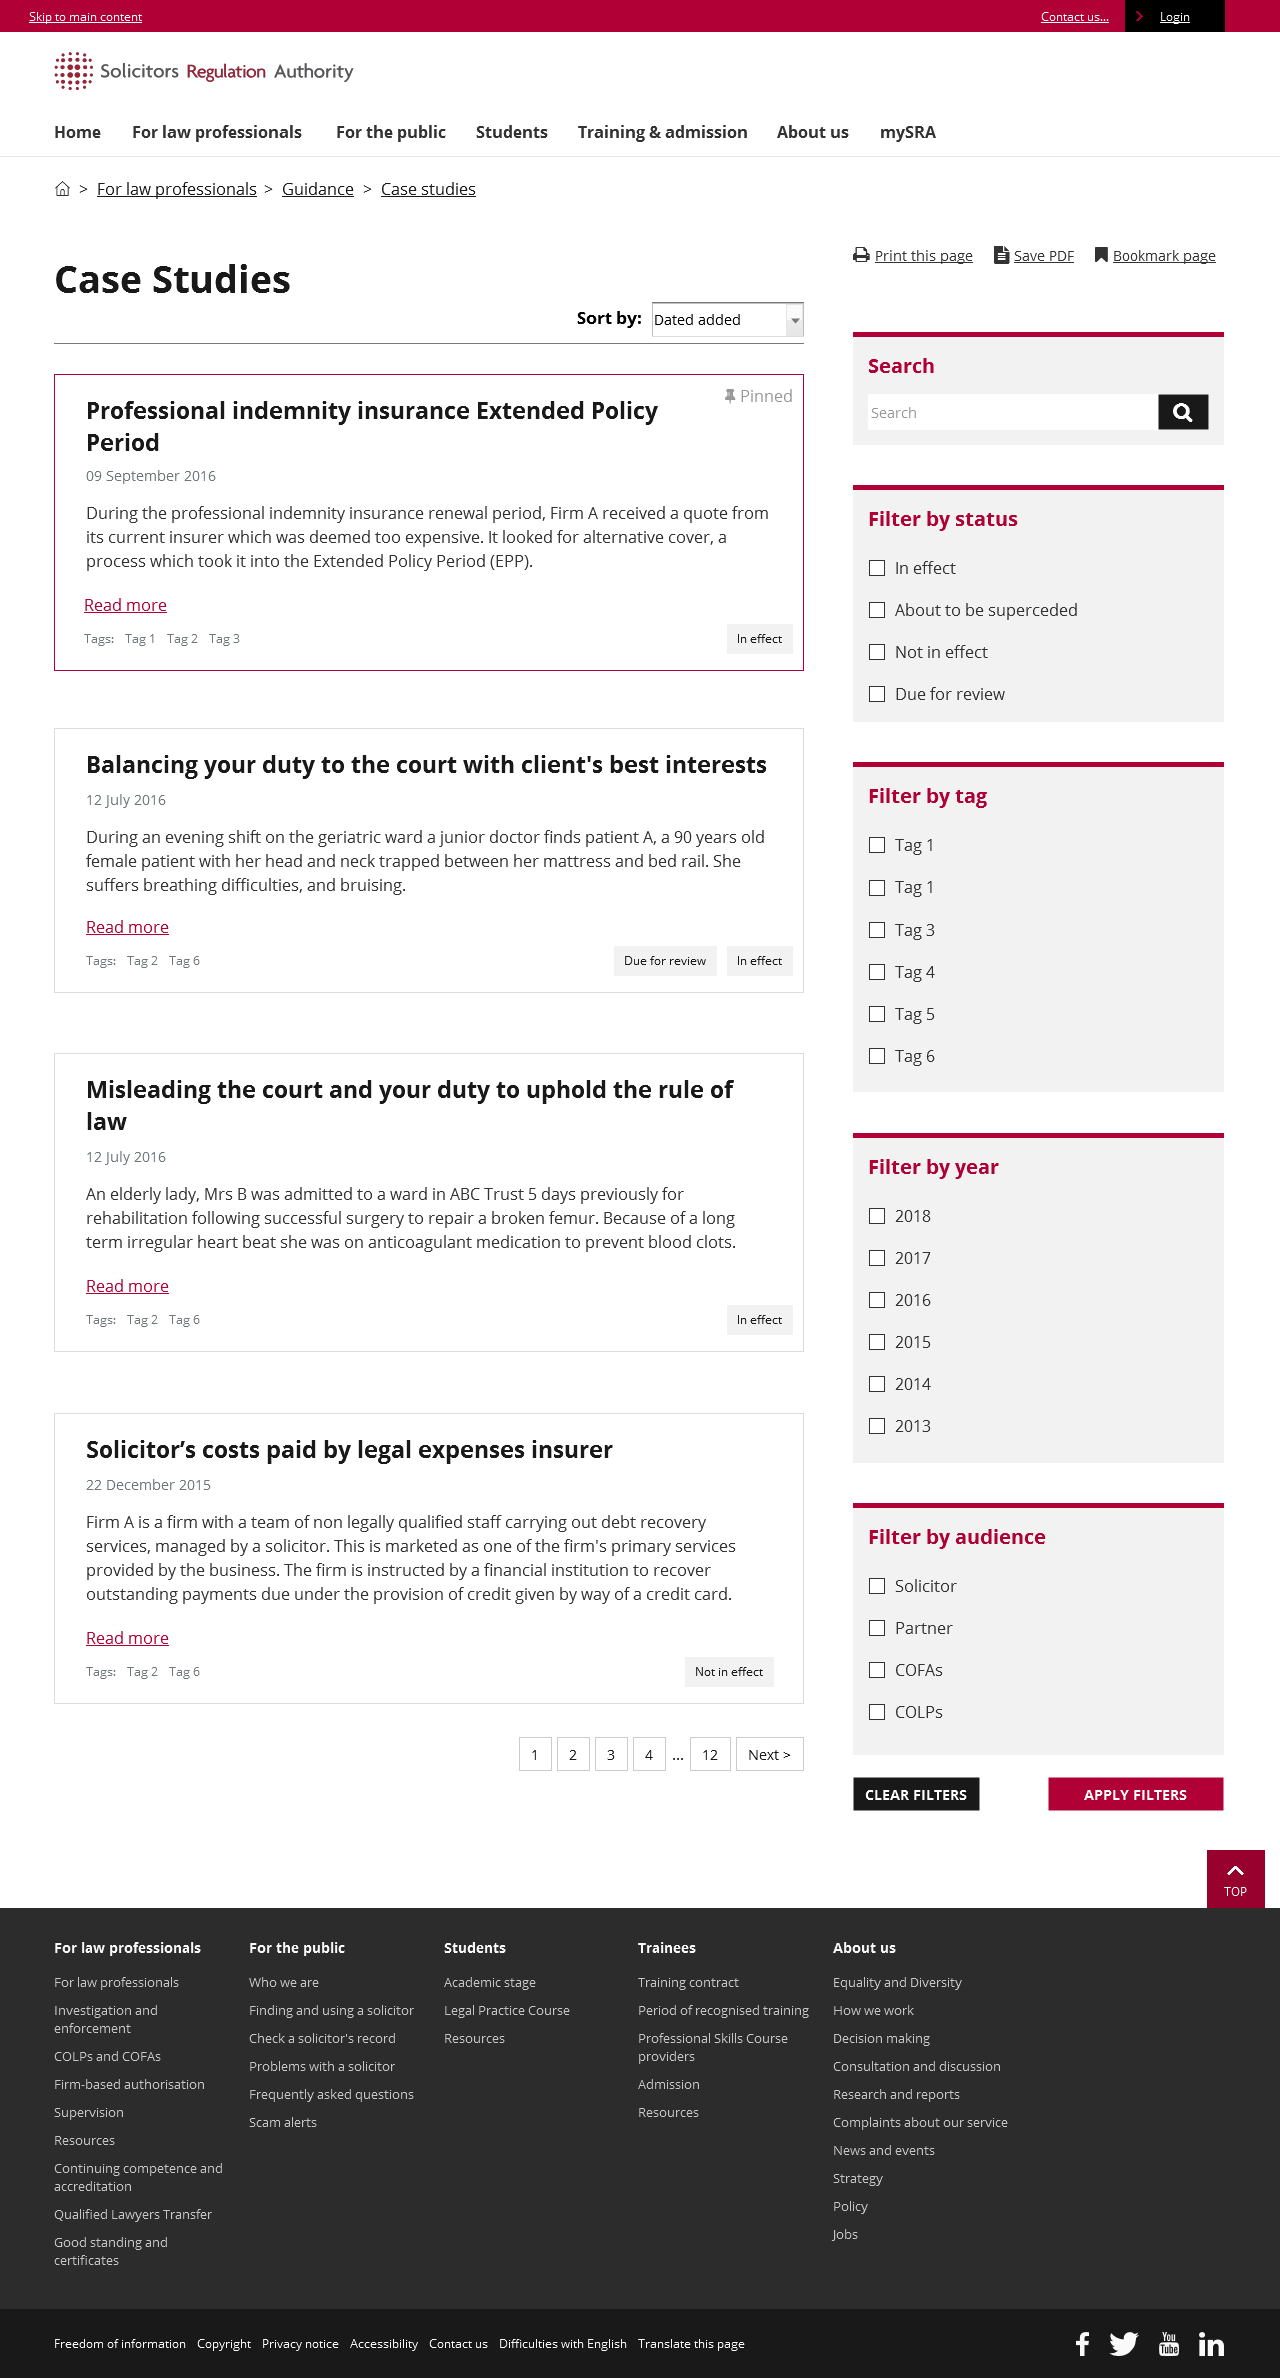 Skip to main content
Contact us...
Login
Solicitors Regulation Authority
Home For law professionals For the public Students Training & admission About us mySRA
> For law professionals > Guidance > Case studies
Print this page Save PDF Bookmark page
Case Studies
Sort by: Dated added
Pinned
Professional indemnity insurance Extended Policy
Period
09 September 2016
During the professional indemnity insurance renewal period, Firm A received a quote from
its current insurer which was deemed too expensive. It looked for alternative cover, a
process which took it into the Extended Policy Period (EPP).
Read more
Tags: Tag 1 Tag 2 Tag 3
In effect
Balancing your duty to the court with client's best interests
12 July 2016
During an evening shift on the geriatric ward a junior doctor finds patient A, a 90 years old
female patient with her head and neck trapped between her mattress and bed rail. She
suffers breathing difficulties, and bruising.
Read more
Tags: Tag 2 Tag 6
Due for review In effect
Misleading the court and your duty to uphold the rule of
law
12 July 2016
An elderly lady, Mrs B was admitted to a ward in ABC Trust 5 days previously for
rehabilitation following successful surgery to repair a broken femur. Because of a long
term irregular heart beat she was on anticoagulant medication to prevent blood clots.
Read more
Tags: Tag 2 Tag 6
In effect
Solicitor’s costs paid by legal expenses insurer
22 December 2015
Firm A is a firm with a team of non legally qualified staff carrying out debt recovery
services, managed by a solicitor. This is marketed as one of the firm's primary services
provided by the business. The firm is instructed by a financial institution to recover
outstanding payments due under the provision of credit given by way of a credit card.
Read more
Tags: Tag 2 Tag 6
Not in effect
1 2 3 4 ... 12 Next >
Search
Search
Filter by status
In effect
About to be superceded
Not in effect
Due for review
Filter by tag
Tag 1
Tag 1
Tag 3
Tag 4
Tag 5
Tag 6
Filter by year
2018
2017
2016
2015
2014
2013
Filter by audience
Solicitor
Partner
COFAs
COLPs
CLEAR FILTERS
APPLY FILTERS
TOP
For law professionals
For law professionals
Investigation and
enforcement
COLPs and COFAs
Firm-based authorisation
Supervision
Resources
Continuing competence and
accreditation
Qualified Lawyers Transfer
Good standing and
certificates
For the public
Who we are
Finding and using a solicitor
Check a solicitor's record
Problems with a solicitor
Frequently asked questions
Scam alerts
Students
Academic stage
Legal Practice Course
Resources
Trainees
Training contract
Period of recognised training
Professional Skills Course
providers
Admission
Resources
About us
Equality and Diversity
How we work
Decision making
Consultation and discussion
Research and reports
Complaints about our service
News and events
Strategy
Policy
Jobs
Freedom of information Copyright Privacy notice Accessibility Contact us Difficulties with English Translate this page
You
Tube